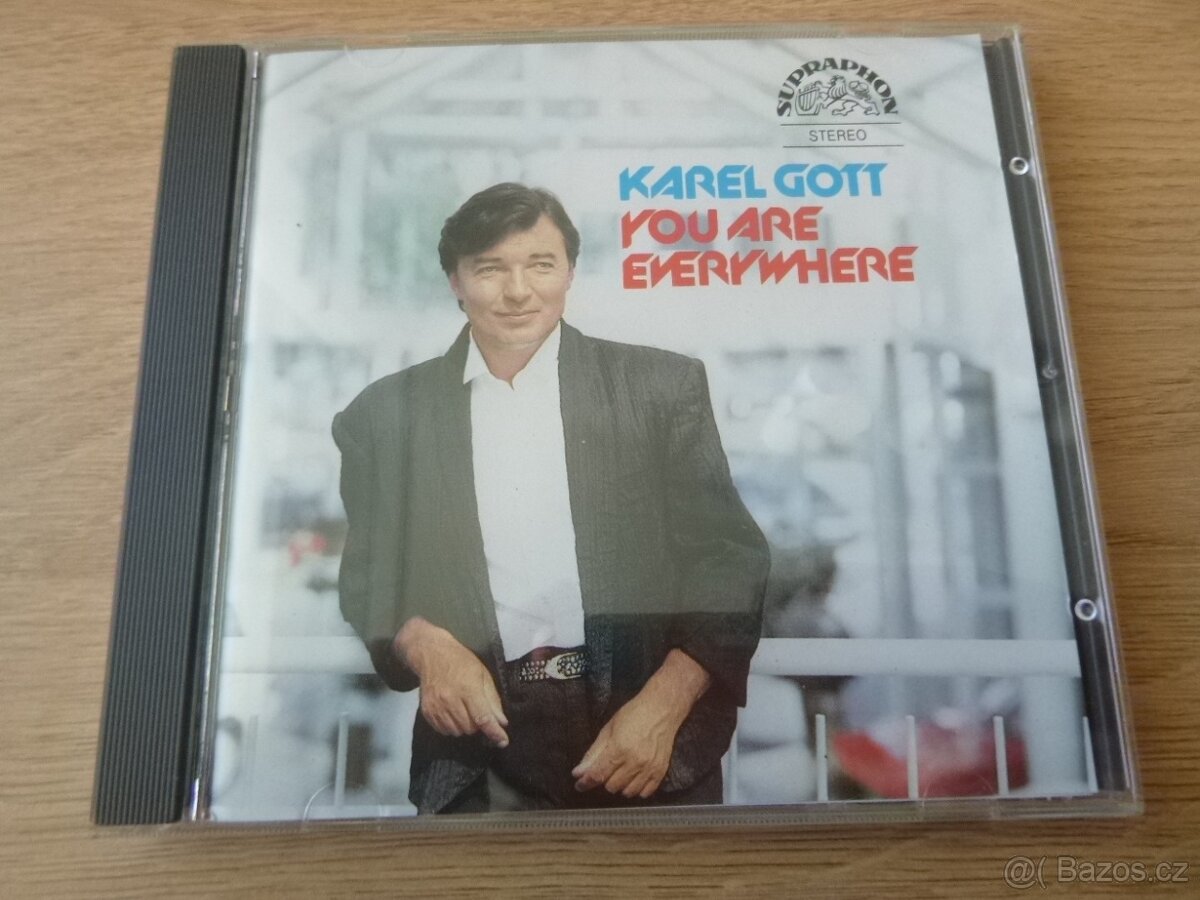 SUPRAPHON
STEREO
KAREL GOTT
YOU ARE
EVERYWHERE
@( Bazos.cz